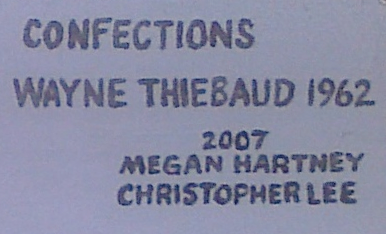 CONFECTIONS
WAYNE THIEBAUD 1962
2007
MEGAN HARTNEY
CHRISTOPHER LEE